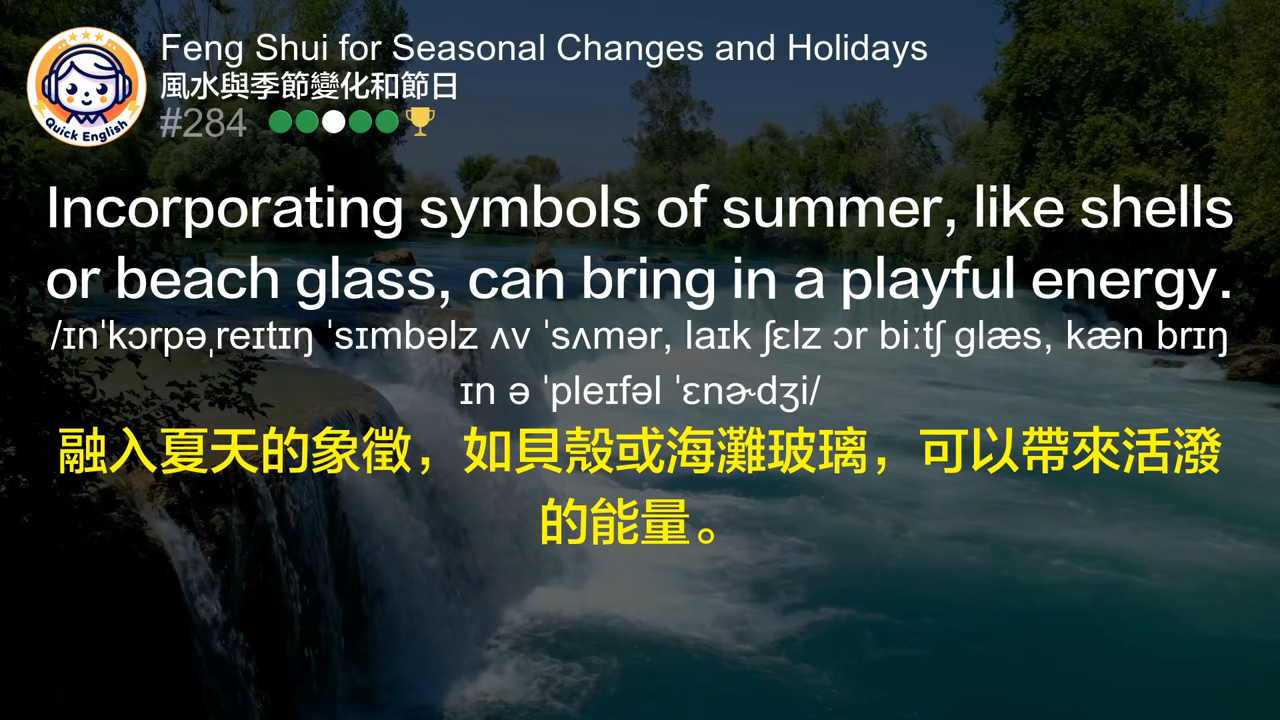 Feng Shui for Seasonal Changes and Holidays
風水與季節變化和節日
#284
Quick English
Incorporating symbols of summer, like shells
or beach glass, can bring in a playful energy.
/ɪnˈkɔrpəˌreɪtɪŋ ˈsɪmbəlz ʌv ˈsʌmər, laɪk ʃɛlz ɔr biːtʃ glæs, kæn brɪŋ
ɪn ə ˈpleɪfəl ˈɛnɚdʒi/
融入夏天的象徵，如貝殼或海灘玻璃，可以帶來活潑
的能量。